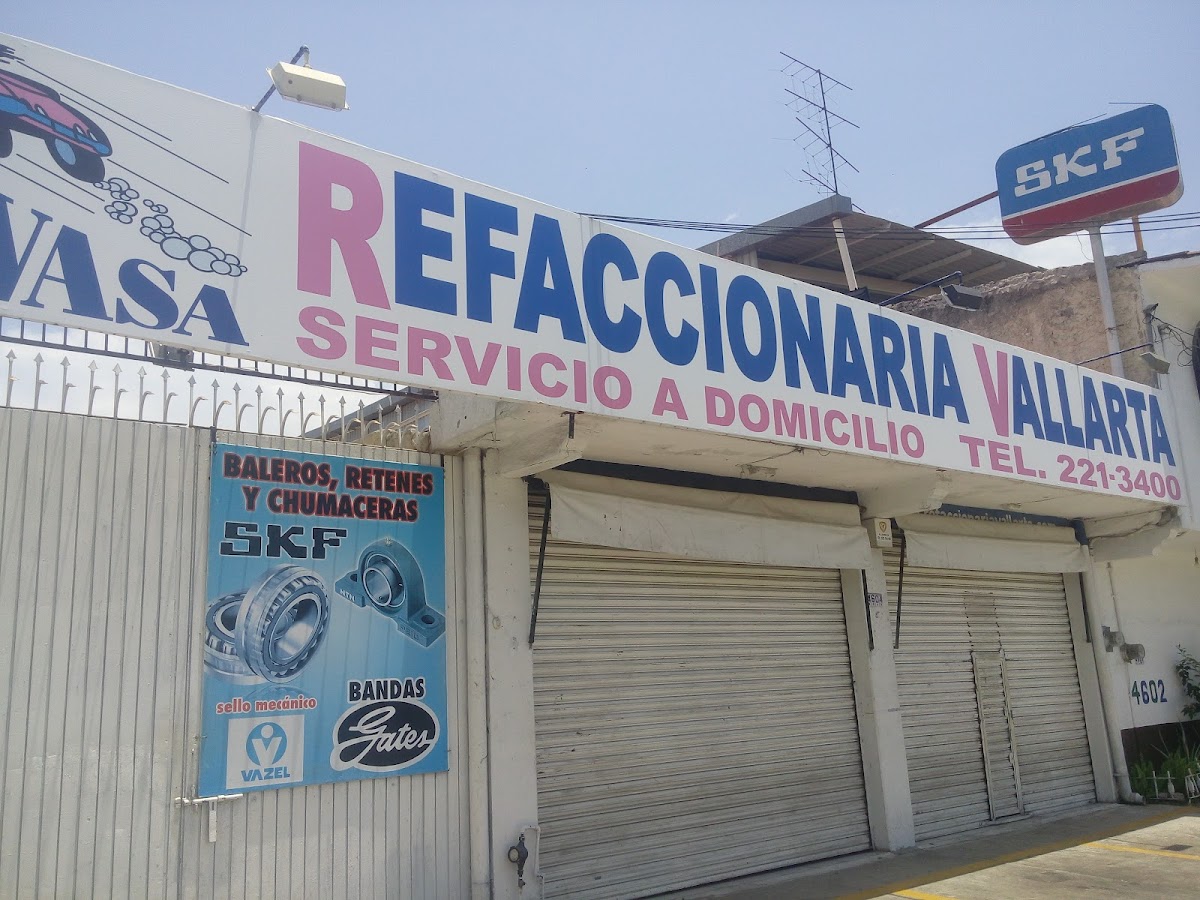 VASA
REFACCIONARIA VALLARTA
SERVICIO A DOMICILIO TEL. 221-3400
SKF
BALEROS, RETENES
Y CHUMACERAS
SKF
sello mecánico
VAZEL
BANDAS
Gates
4602